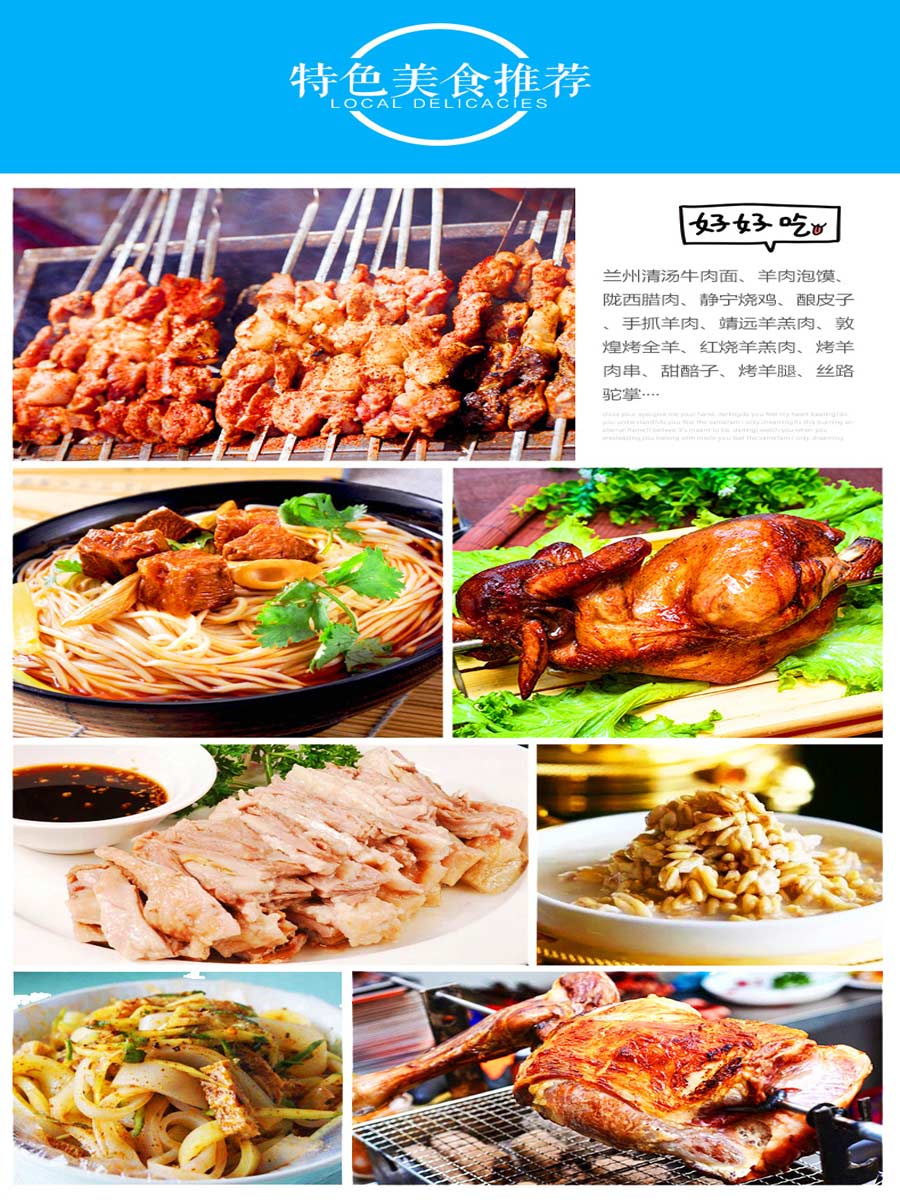 特色美食推荐
LOCAL DELICACIES
好好吃
兰州清汤牛肉面、羊肉泡馍、
陇西腊肉、静宁烧鸡、酿皮子
、手抓羊肉、靖远羊羔肉、敦
煌烤全羊、红烧羊羔肉、烤羊
肉串、甜醅子、烤羊腿、丝路
驼掌····